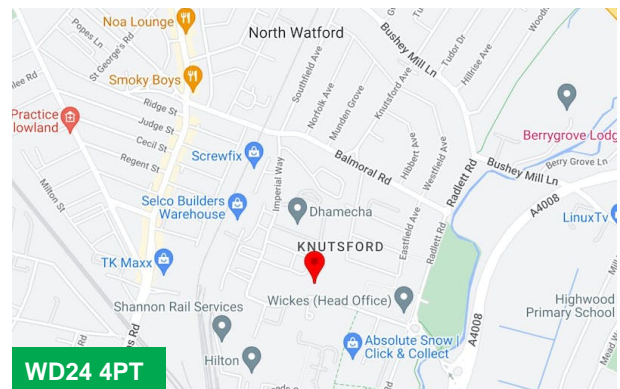 Noa Lounge
North Watford
Popes Ln
St George's Rd
Bushey Mill Ln
Tudor Dr
Hillrise Ave
Smoky Boys
Southfield Ave
Norfolk Ave
Munden Grove
Knutsford Ave
Practice
Ridge St
Judge St
Cecil St
Regent St
Screwfix
Imperial Way
Balmoral Rd
Hibbert Ave
Westfield Ave
Radlett Rd
Berrygrove Lodg
Berry Grove Ln
Bushey Mill Ln
Milton St
Selco Builders
Warehouse
Dhamecha
Eastfield Ave
Radlett Rd
A4008
LinuxTv
KNUTSFORD
TK Maxx
Shannon Rail Services
Wickes (Head Office)
Highwood
Primary School
Absolute Snow |
Click & Collect
A4008
Hilton
WD24 4PT